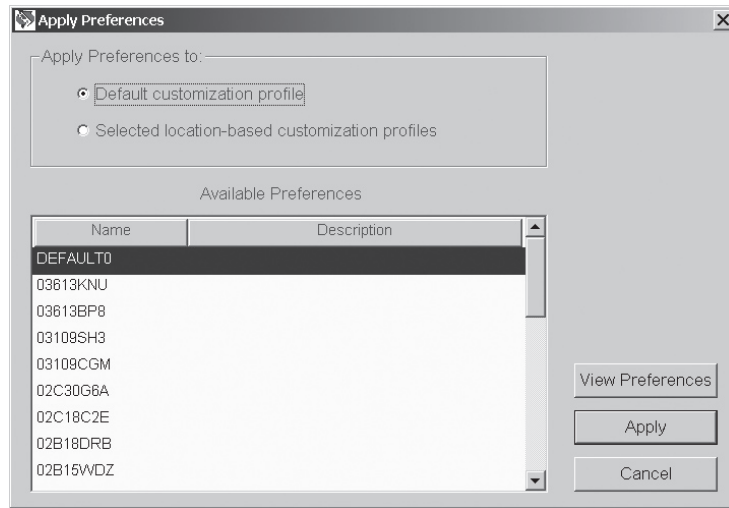 Apply Preferences
Apply Preferences to:
Default customization profile
Selected location-based customization profiles
Available Preferences
Name Description
DEFAULT0
03613KNU
03613BP8
03109SH3
03109CGM
02C30G6A
02C18C2E
02B18DRB
02B15WDZ
View Preferences
Apply
Cancel